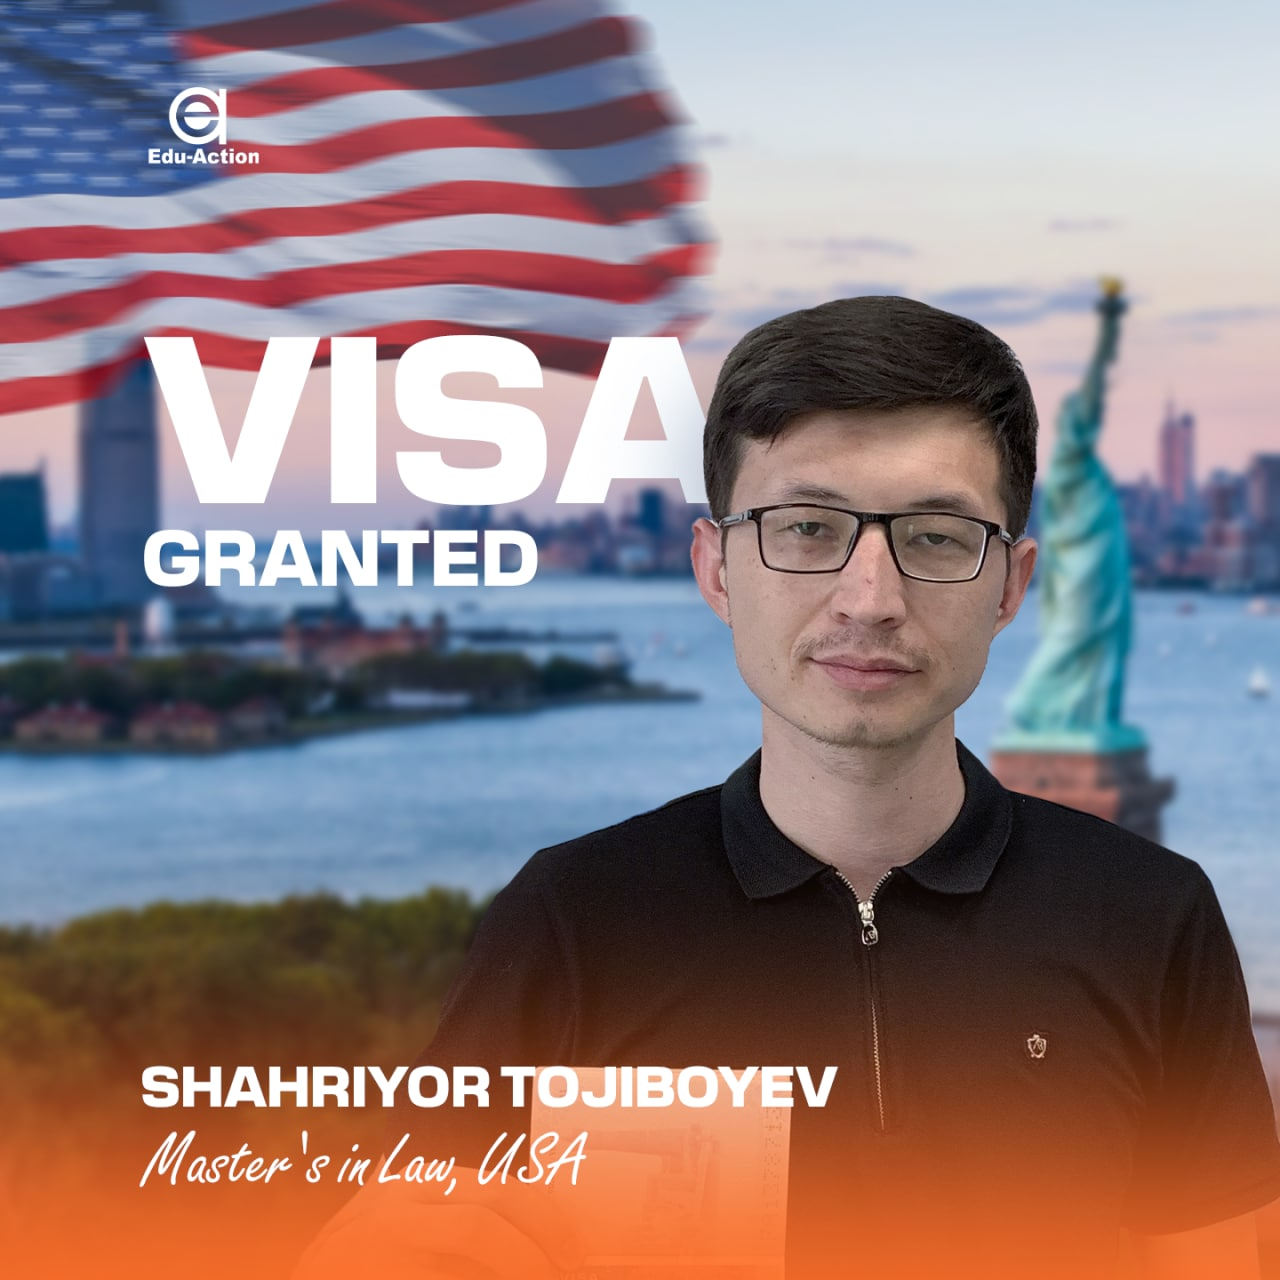 Edu-Action
VISA
GRANTED
SHAHRIYOR TOJIBOYEV
Master's in Law, USA